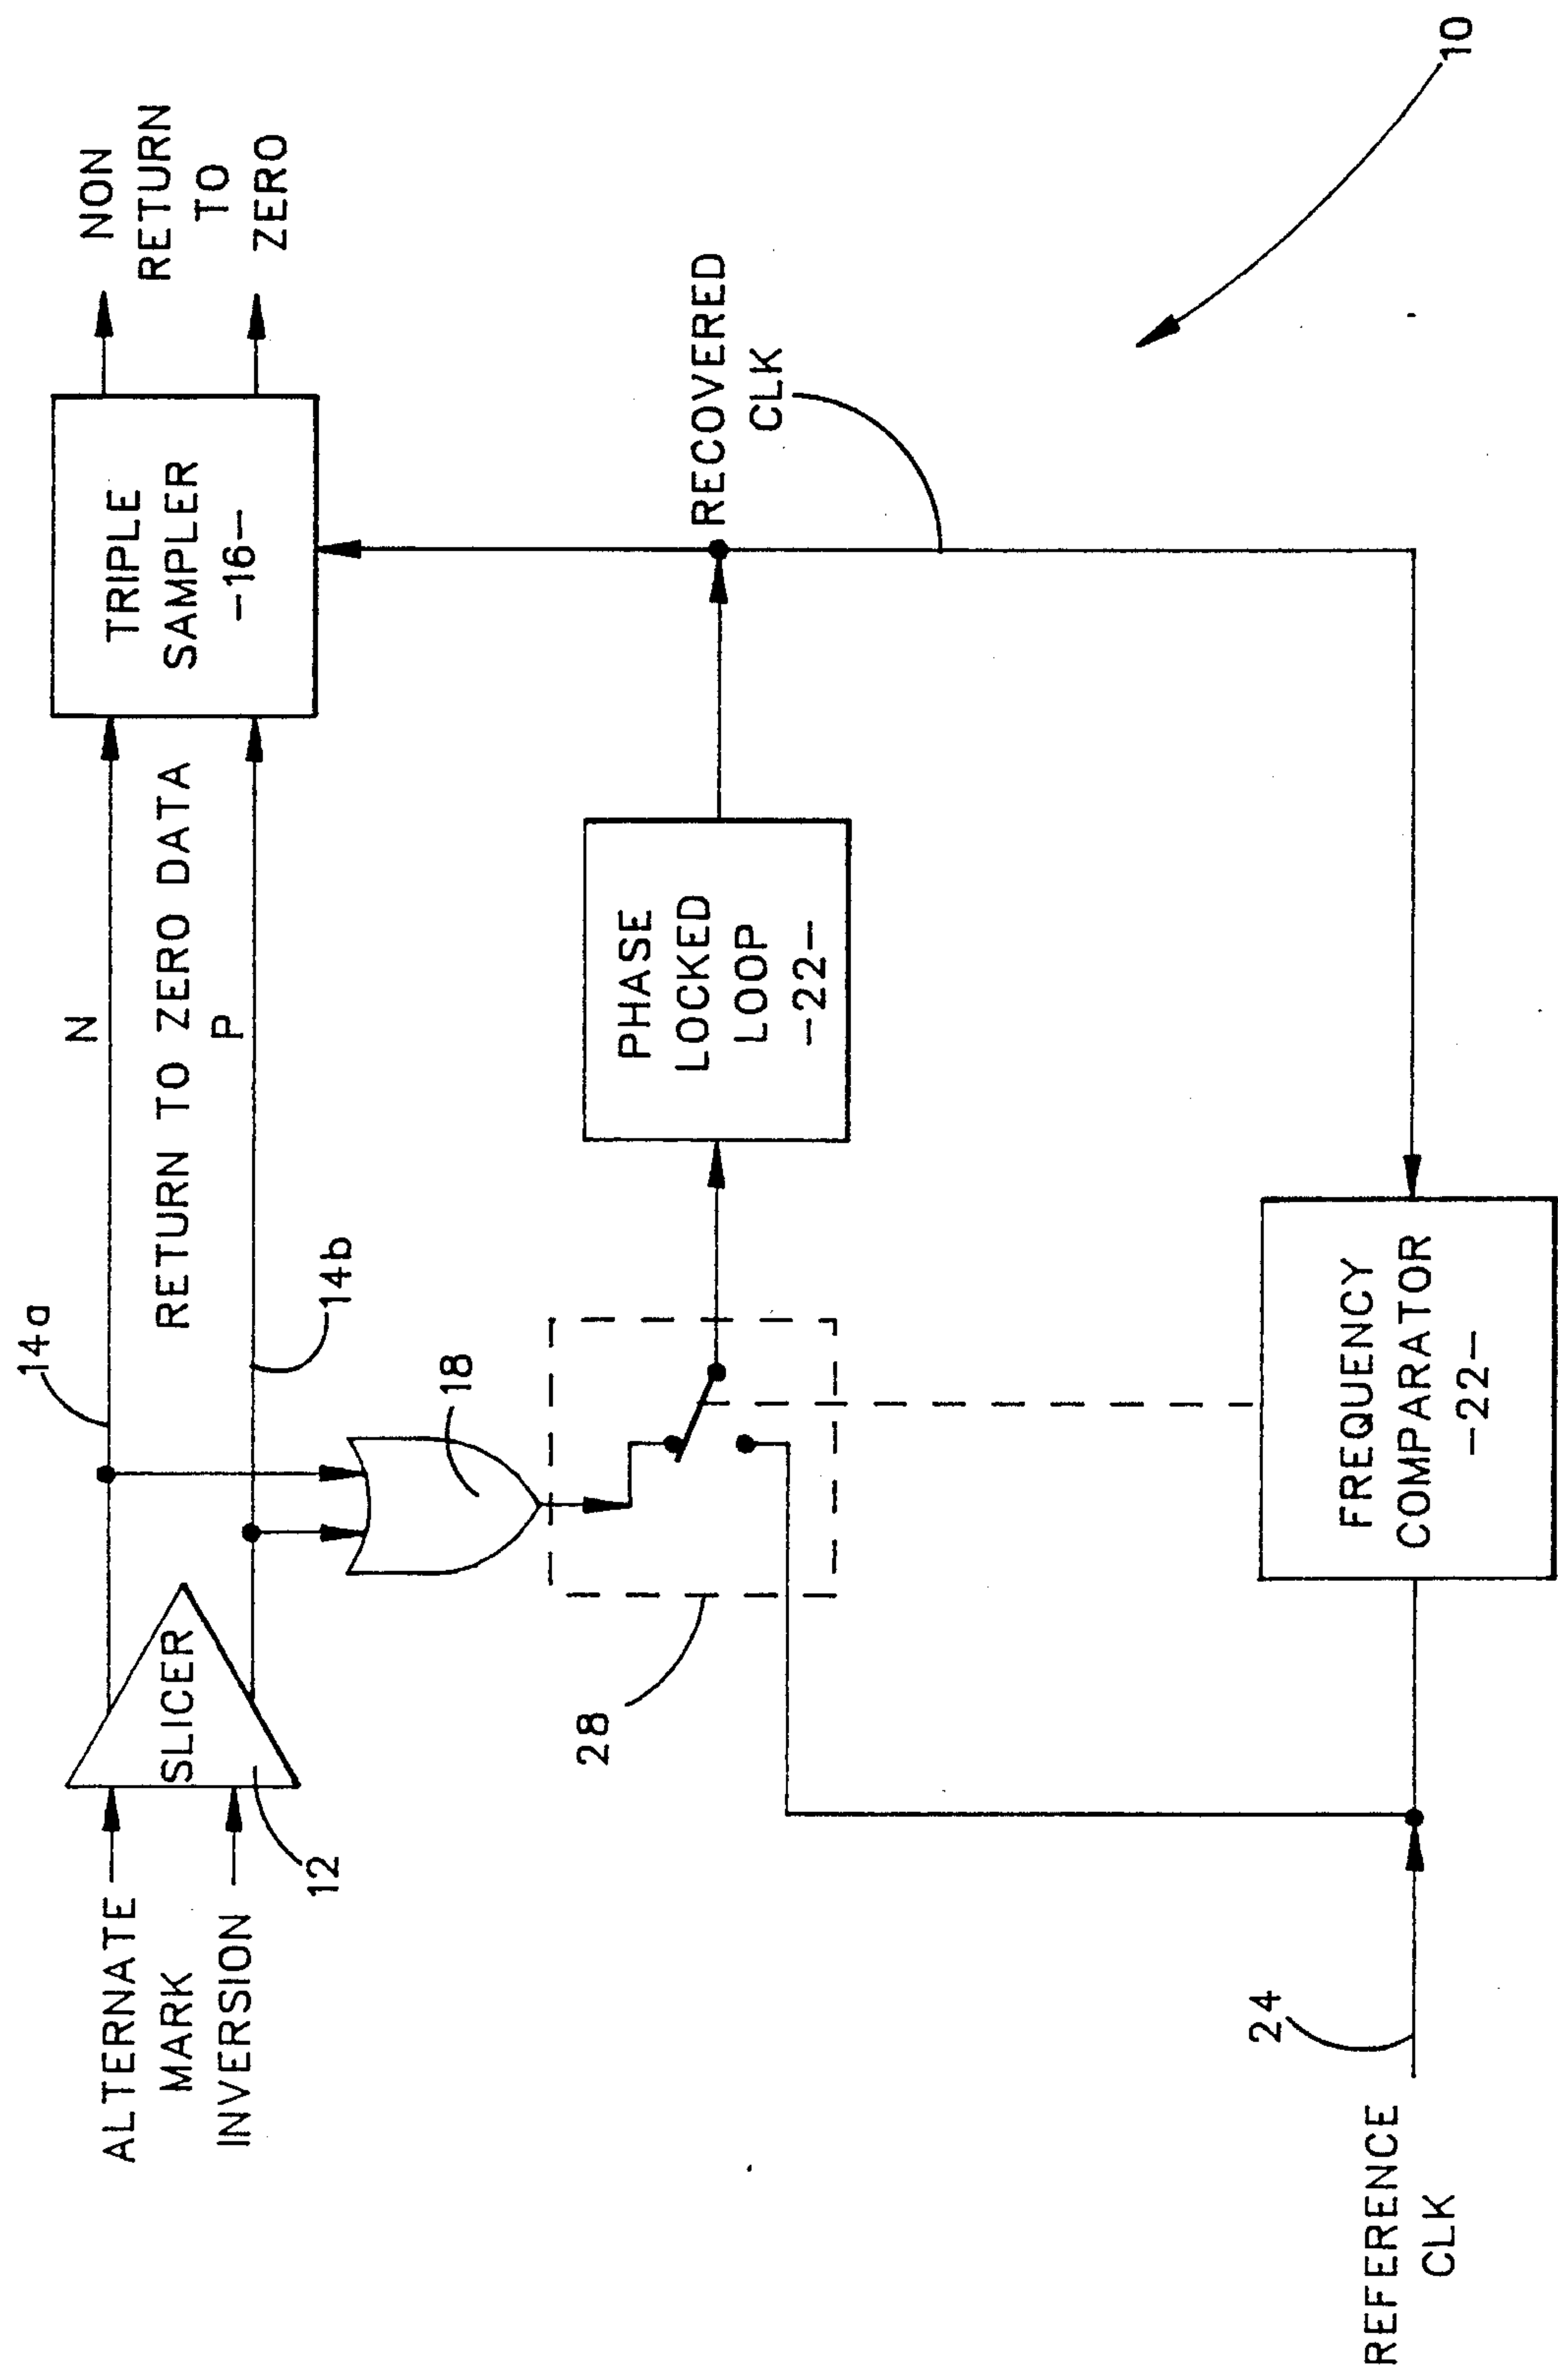 ALTERNATE
MARK
INVERSION
12
SLICER
14a
N
RETURN TO ZERO DATA
P
14b
TRIPLE
SAMPLER
-16-
NON
RETURN
TO
ZERO
18
28
PHASE
LOCKED
LOOP
-22-
RECOVERED
CLK
REFERENCE
CLK
24
FREQUENCY
COMPARATOR
-22-
10